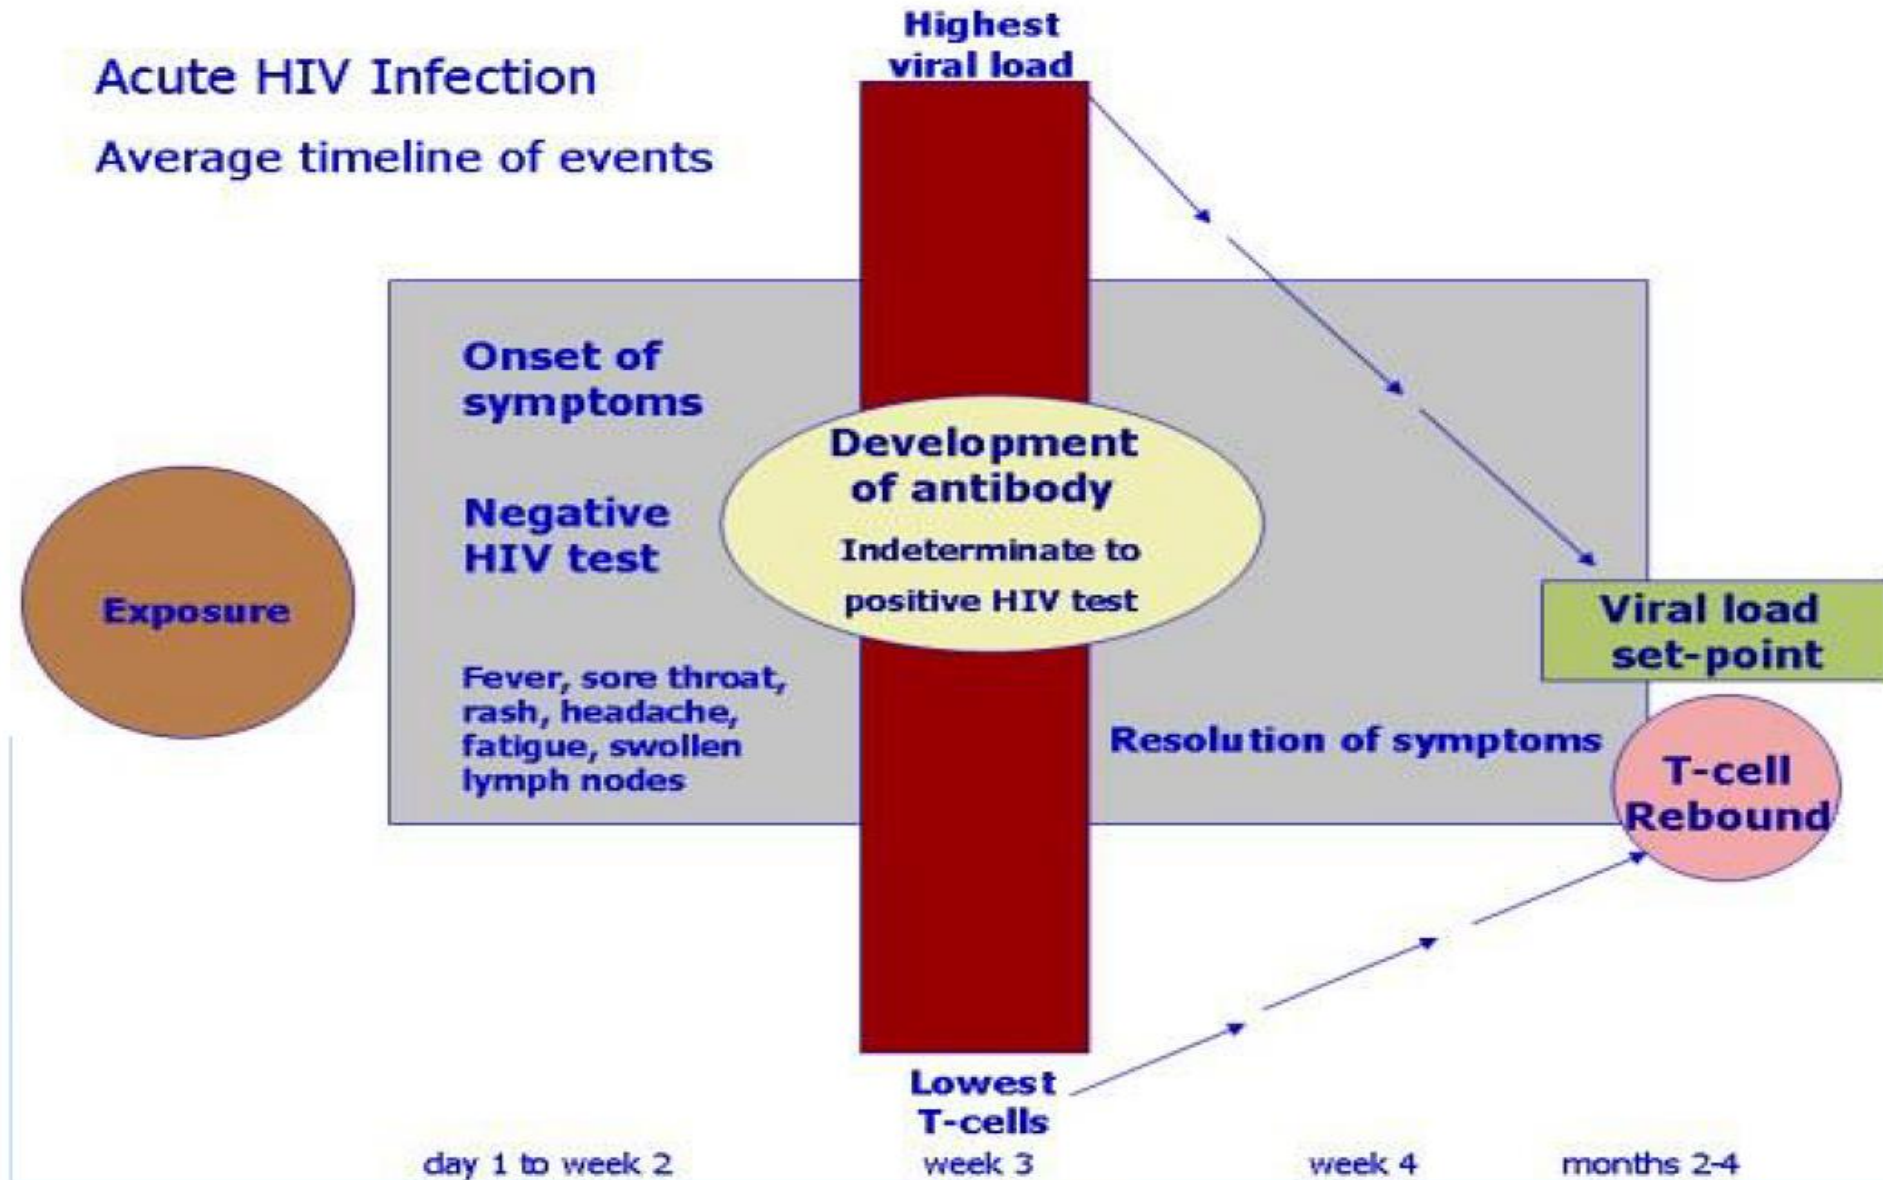 Acute HIV Infection
Average timeline of events
Highest
viral load
Onset of
symptoms
Negative
HIV test
Fever, sore throat,
rash, headache,
fatigue, swollen
lymph nodes
Exposure
Development
of antibody
Indeterminate to
positive HIV test
Resolution of symptoms
Viral load
set-point
T-cell
Rebound
Lowest
T-cells
day 1 to week 2
week 3
week 4
months 2-4